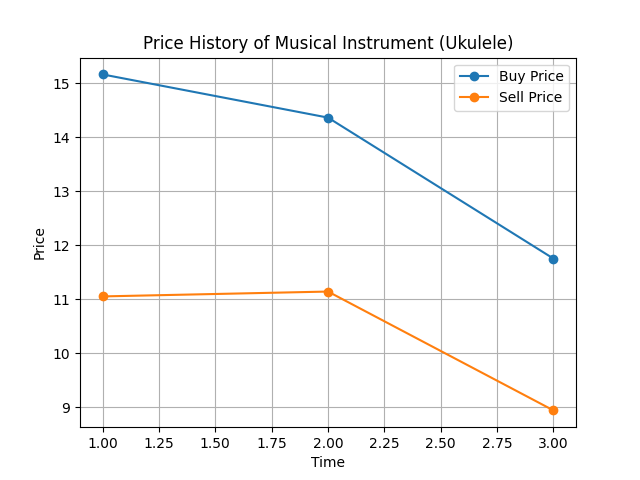 Price History of Musical Instrument (Ukulele)
Buy Price
Sell Price
15
14
13
12
11
10
9
Price
1.00 1.25 1.50 1.75 2.00 2.25 2.50 2.75 3.00
Time